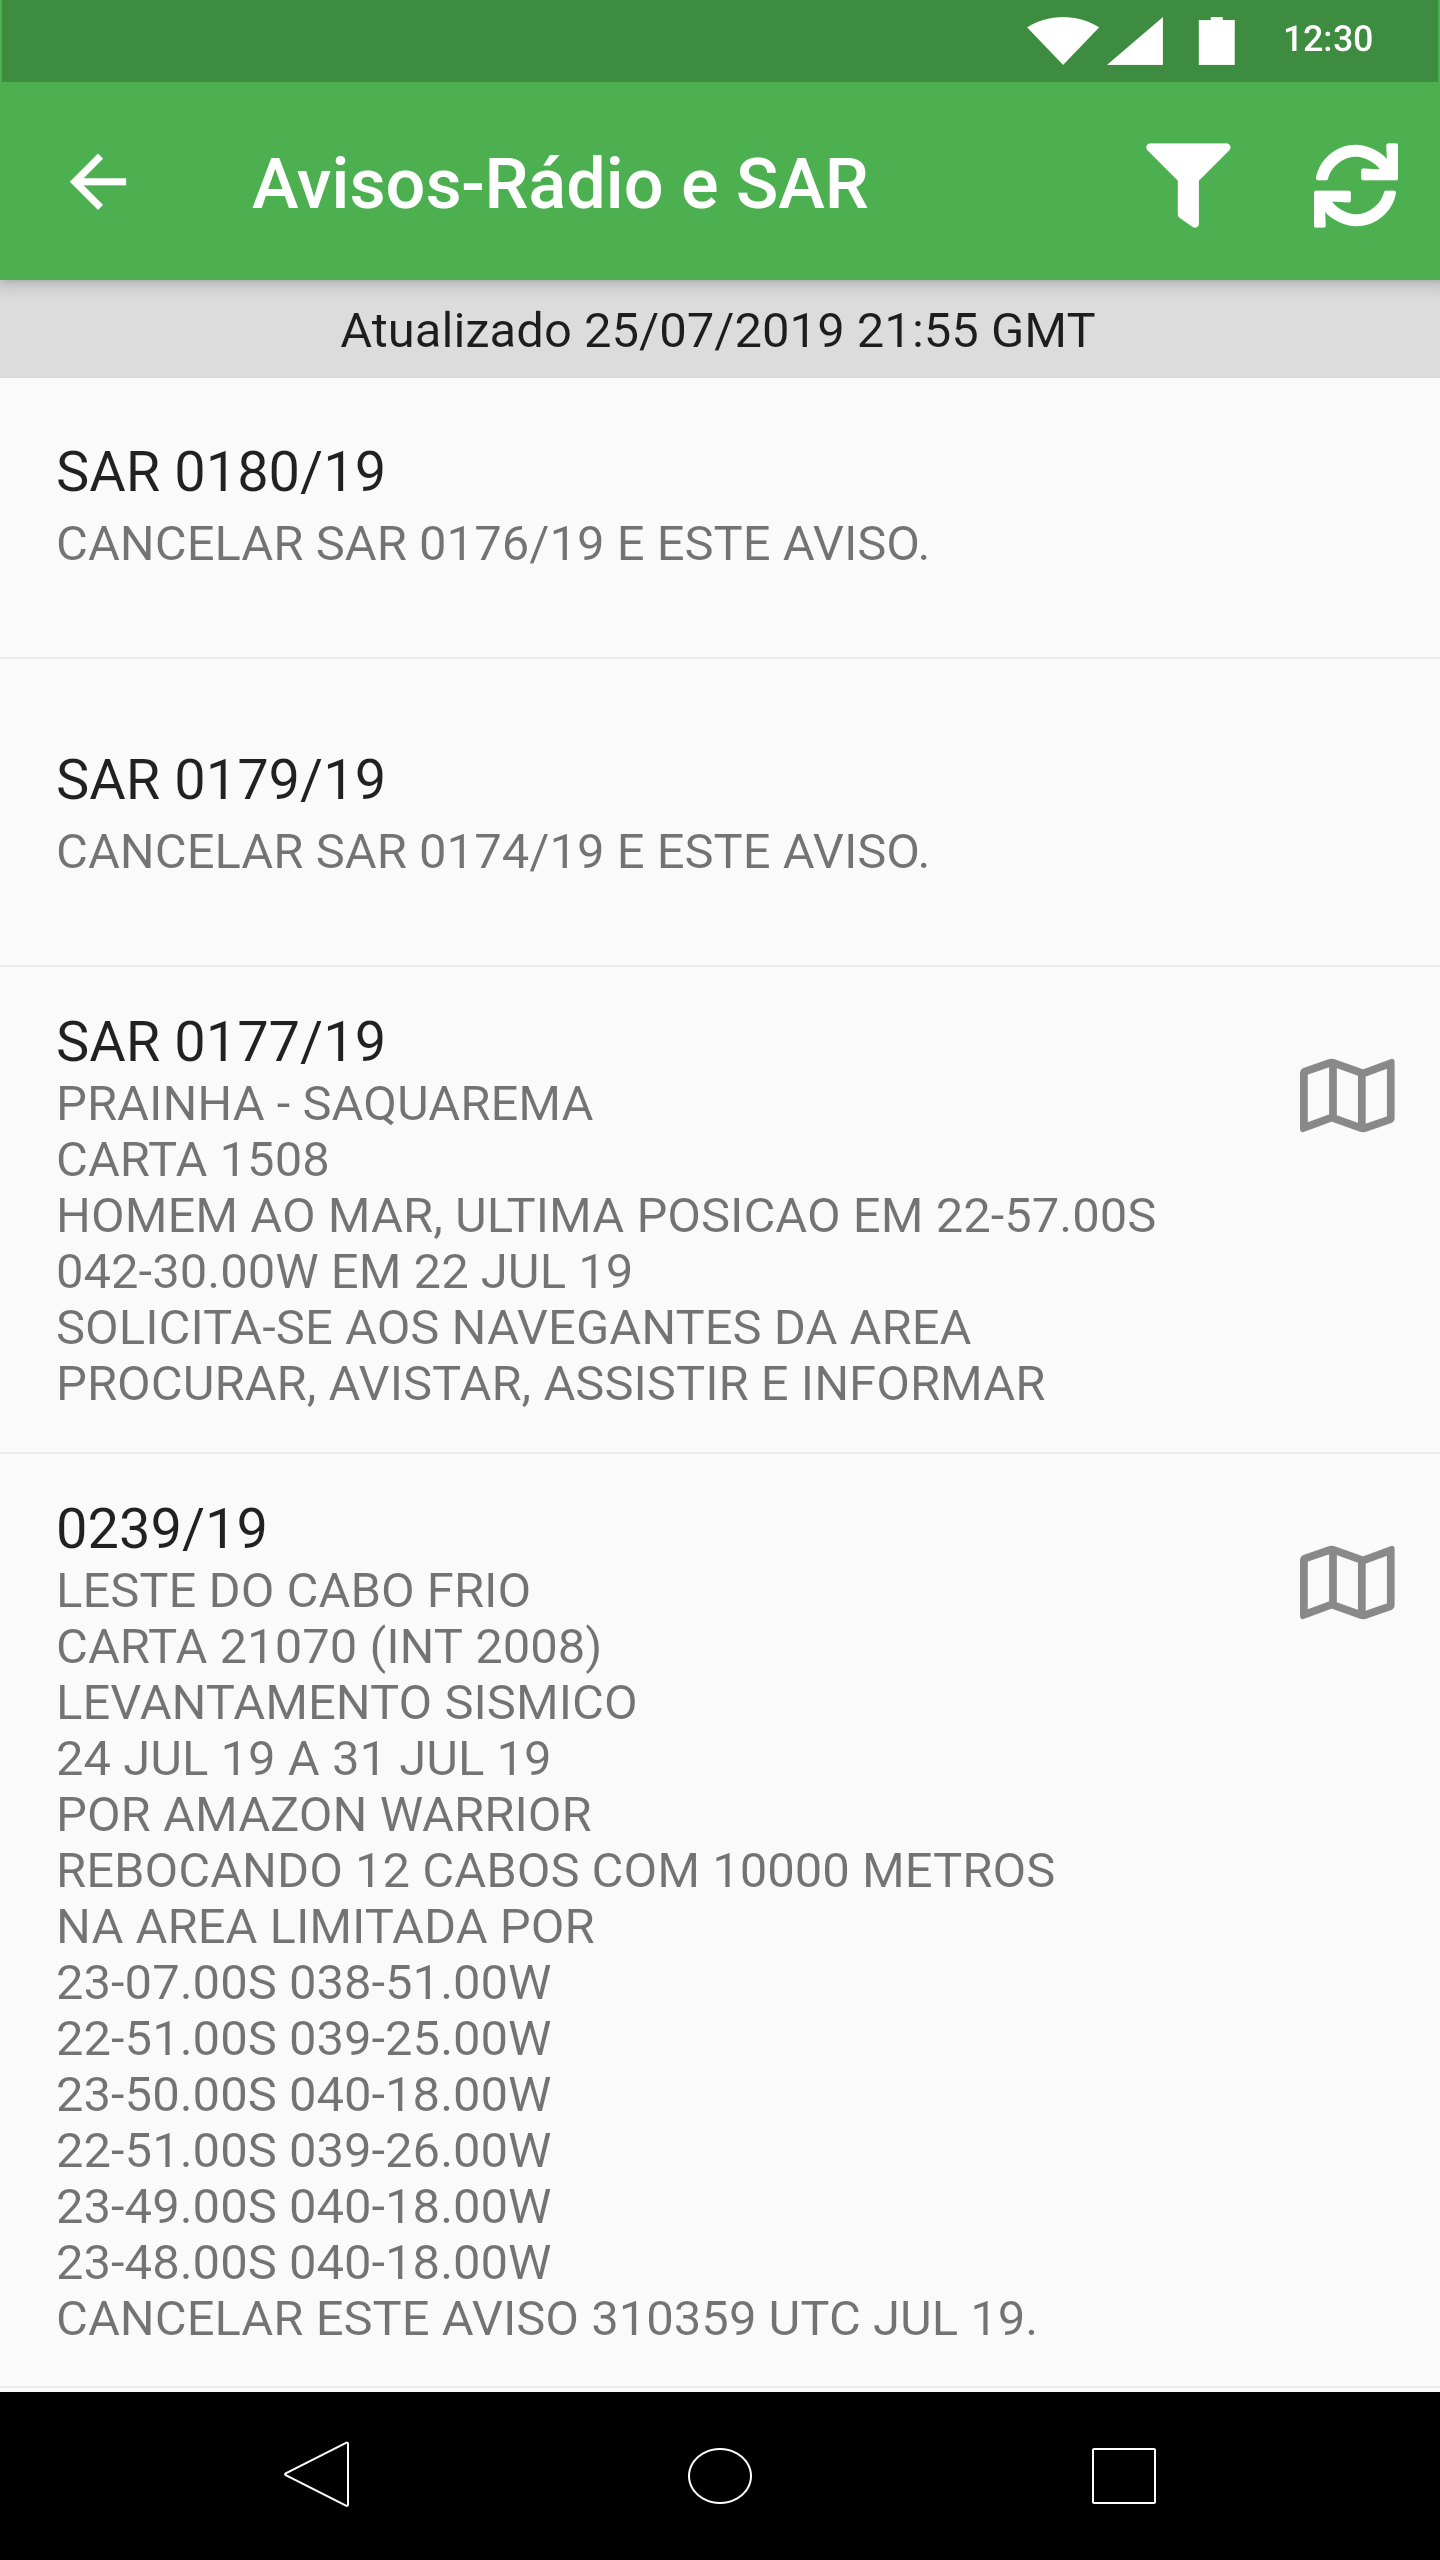 12:30
Avisos-Rádio e SAR
Atualizado 25/07/2019 21:55 GMT
SAR 0180/19
CANCELAR SAR 0176/19 E ESTE AVISO.
SAR 0179/19
CANCELAR SAR 0174/19 E ESTE AVISO.
SAR 0177/19
PRAINHA - SAQUAREMA
CARTA 1508
HOMEM AO MAR, ULTIMA POSICAO EM 22-57.00S
042-30.00W EM 22 JUL 19
SOLICITA-SE AOS NAVEGANTES DA AREA
PROCURAR, AVISTAR, ASSISTIR E INFORMAR
0239/19
LESTE DO CABO FRIO
CARTA 21070 (INT 2008)
LEVANTAMENTO SISMICO
24 JUL 19 A 31 JUL 19
POR AMAZON WARRIOR
REBOCANDO 12 CABOS COM 10000 METROS
NA AREA LIMITADA POR
23-07.00S 038-51.00W
22-51.00S 039-25.00W
23-50.00S 040-18.00W
22-51.00S 039-26.00W
23-49.00S 040-18.00W
23-48.00S 040-18.00W
CANCELAR ESTE AVISO 310359 UTC JUL 19.